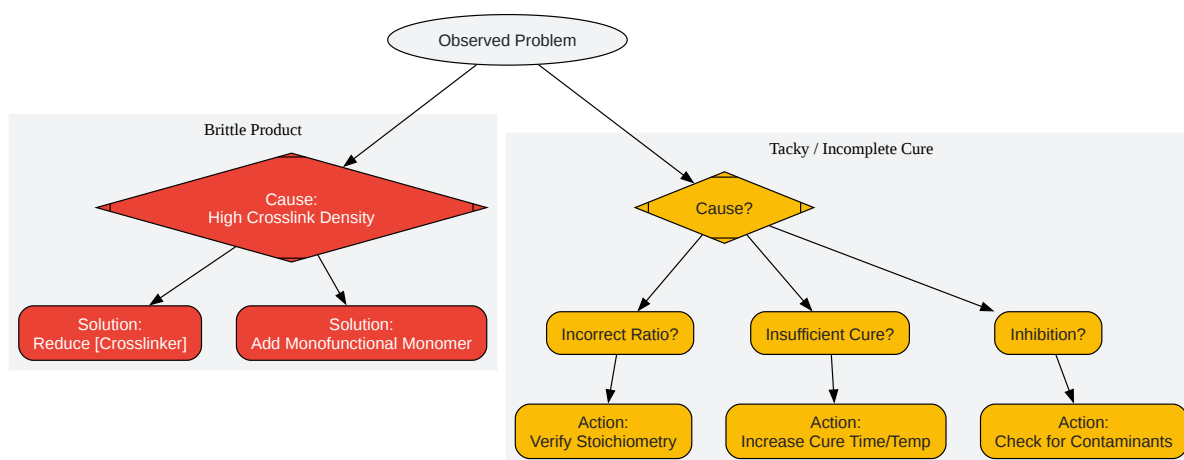 Observed Problem
Brittle Product
Cause:
High Crosslink Density
Solution:
Reduce [Crosslinker]
Solution:
Add Monofunctional Monomer
Tacky / Incomplete Cure
Cause?
Incorrect Ratio?
Insufficient Cure?
Inhibition?
Action:
Verify Stoichiometry
Action:
Increase Cure Time/Temp
Action:
Check for Contaminants